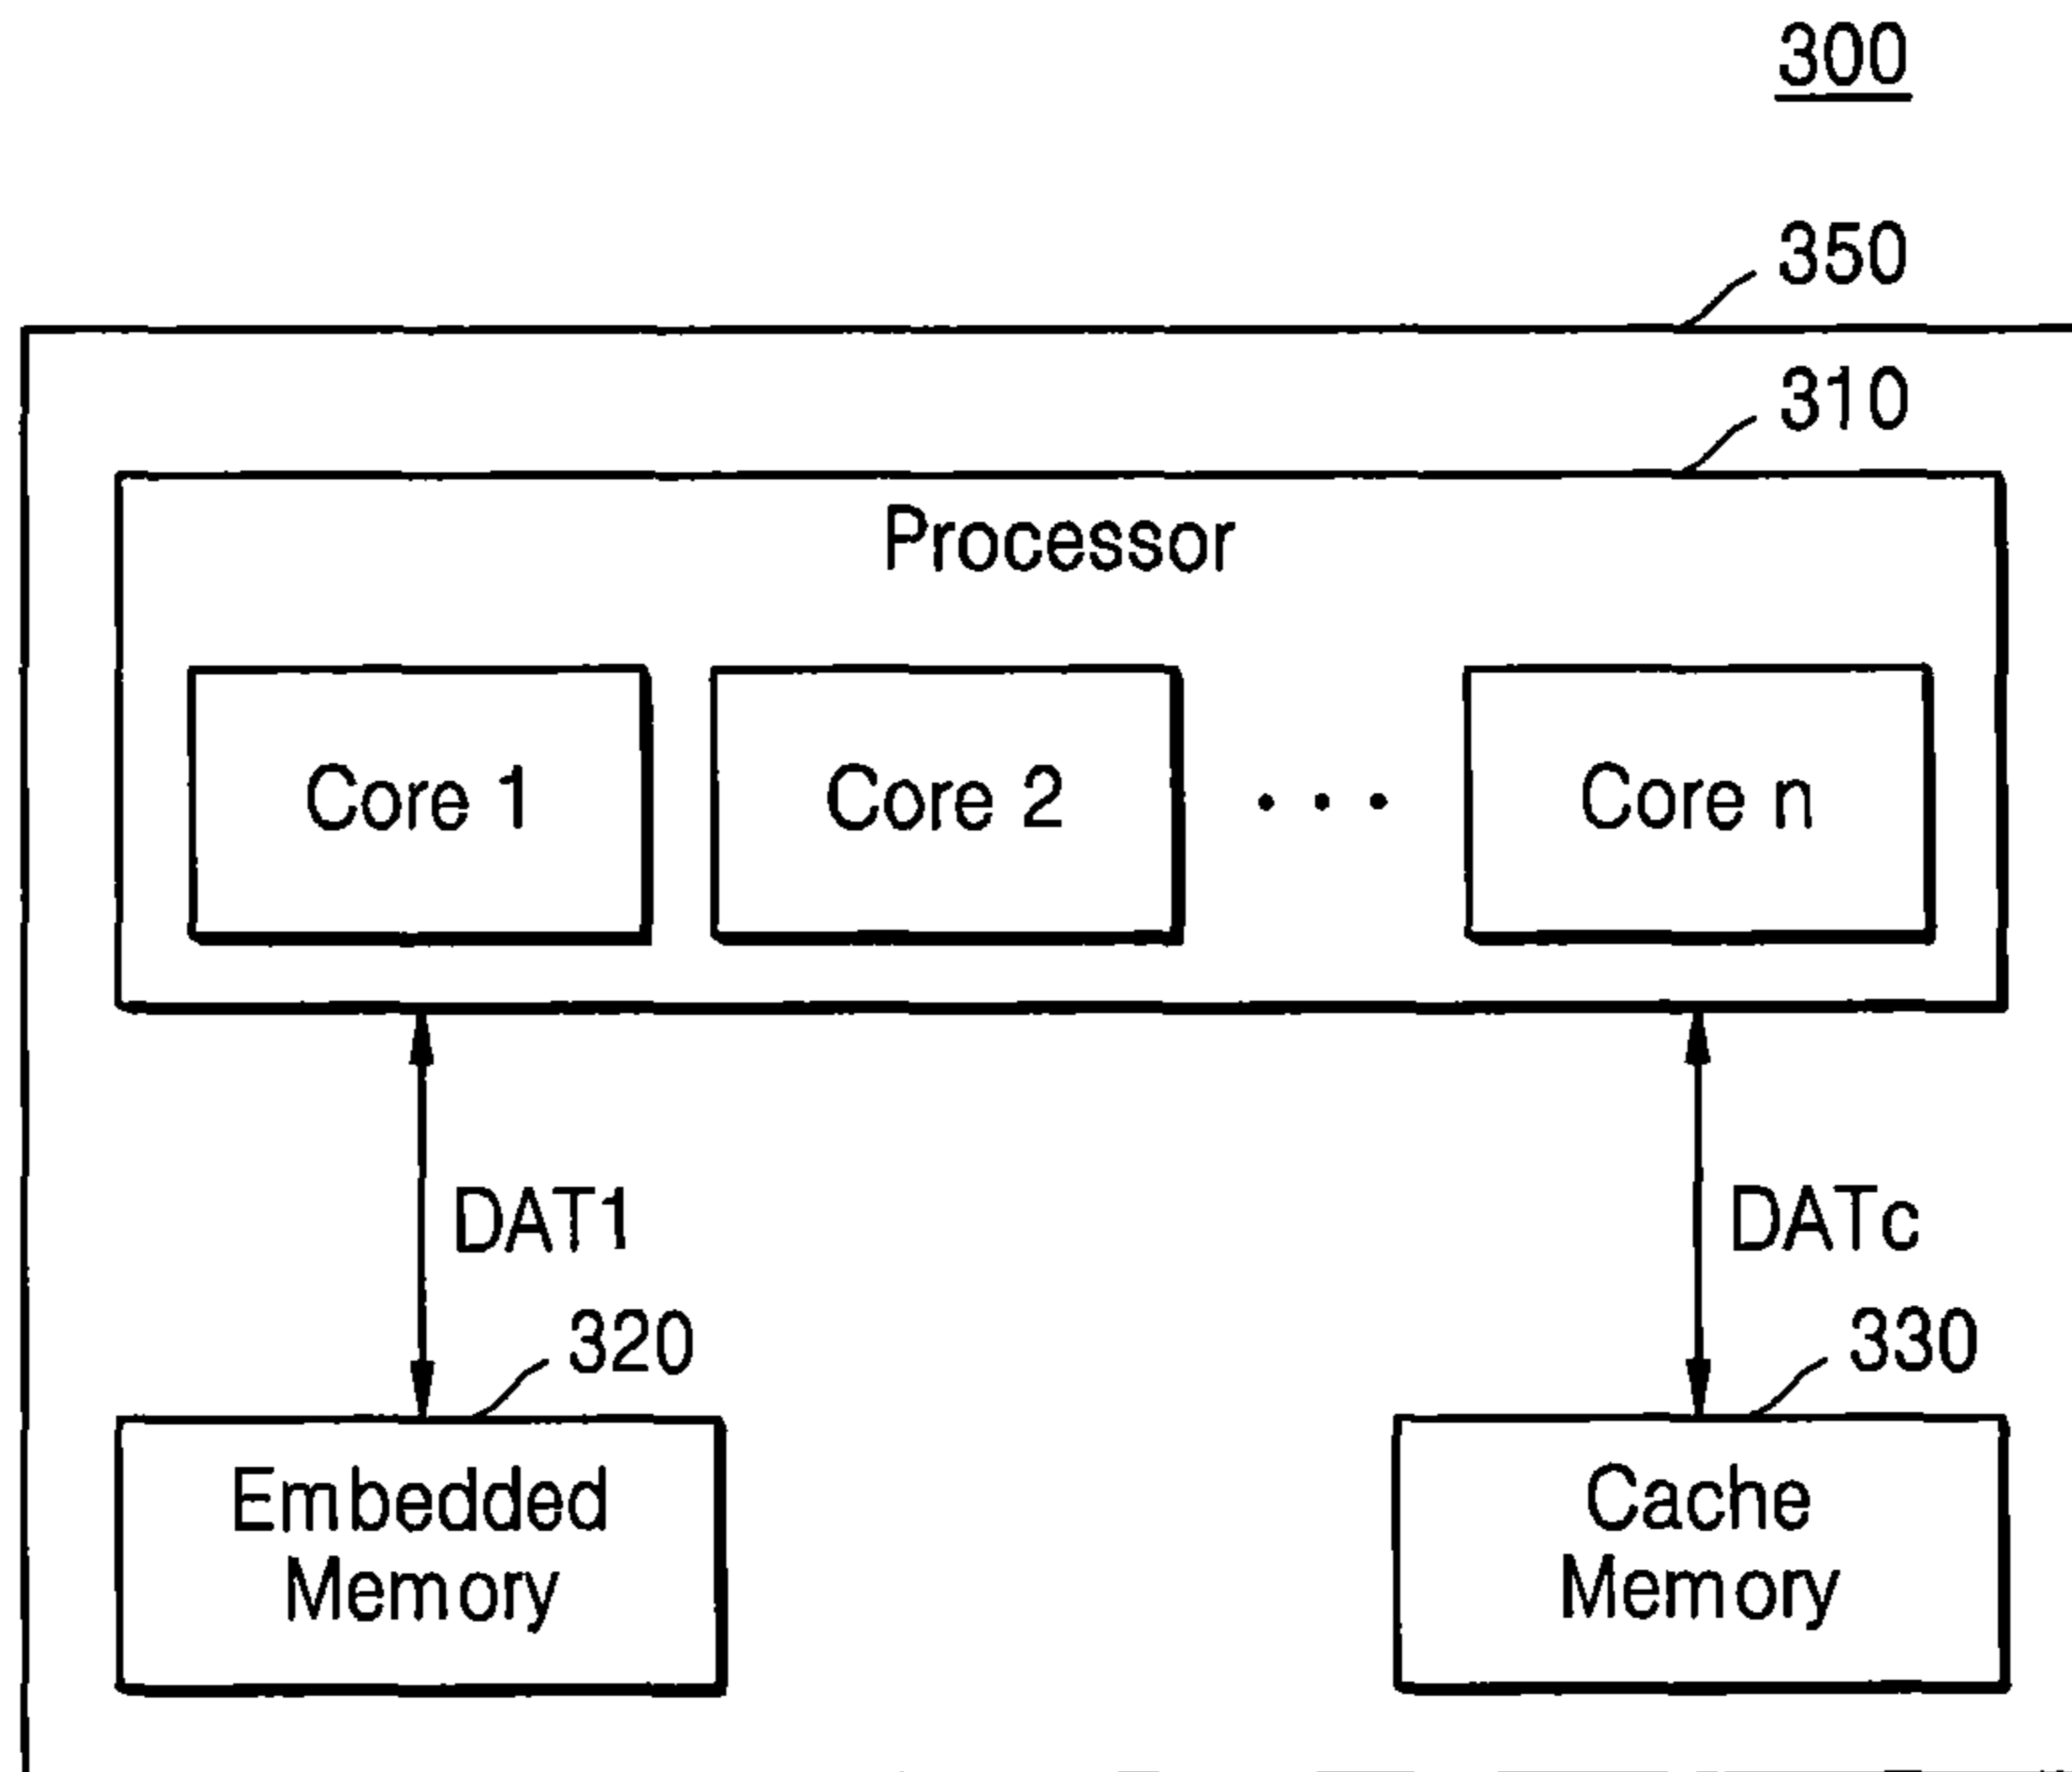 300
350
310
Processor
Core 1
Core 2
• • •
Core n
DAT1
DATc
320
330
Embedded
Memory
Cache
Memory